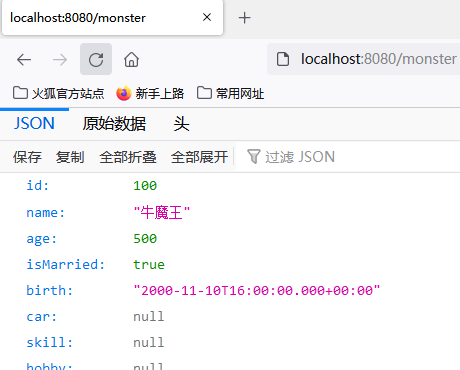 localhost:8080/monster
localhost:8080/monster
火狐官方站点 新手上路 常用网址
JSON 原始数据 头
保存 复制 全部折叠 全部展开 过滤 JSON
id: 100
name: "牛魔王"
age: 500
isMarried: true
birth: "2000-11-10T16:00:00.000+00:00"
car: null
skill: null
hobby: null